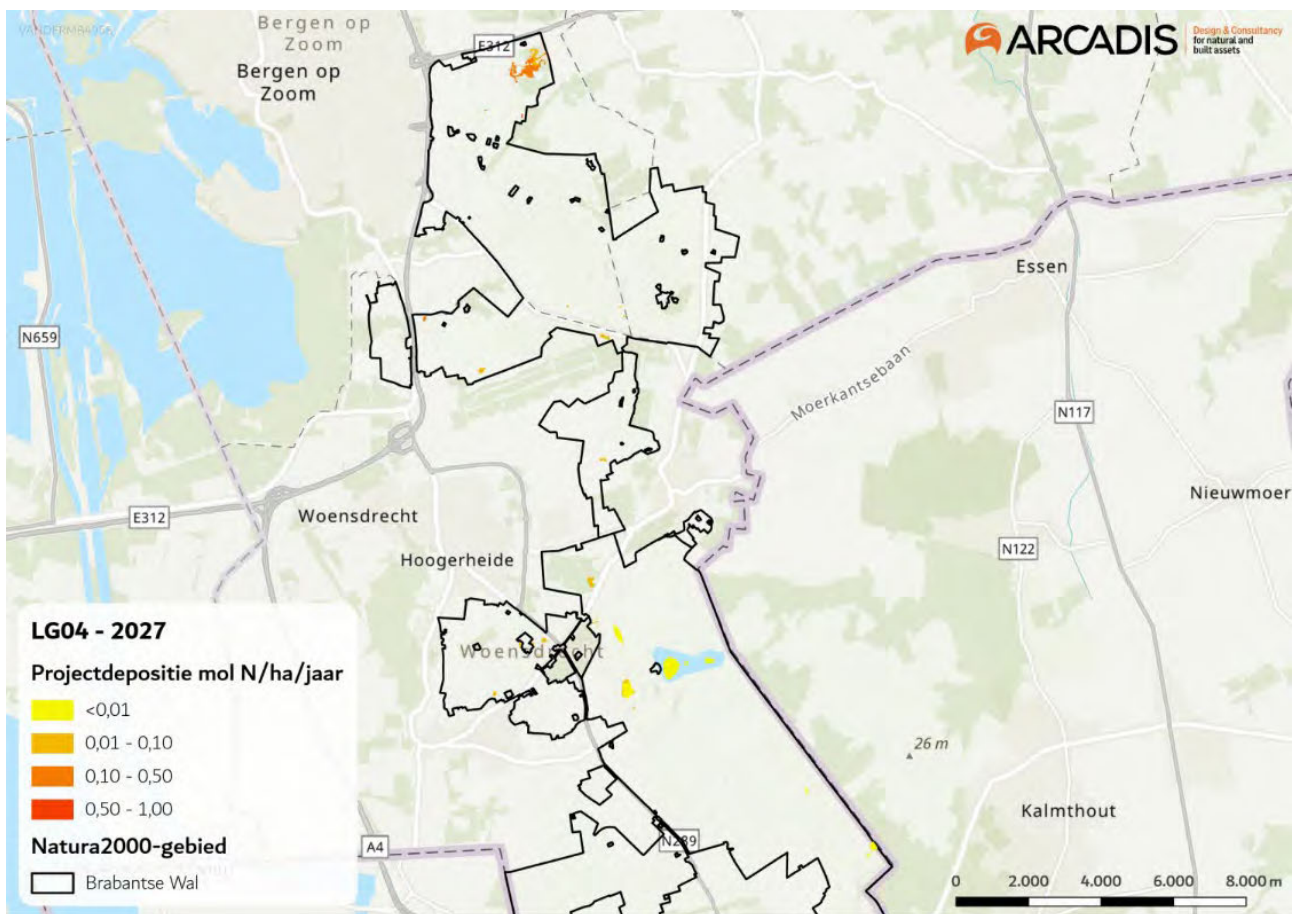 VANDERMB4856
Bergen op
Zoom
Bergen op
Zoom
E312
ARCADIS
Design & Consultancy
for natural and
built assets
Essen
N659
Moerkantsebaan
N117
Nieuwmoer
E312
Woensdrecht
N122
Hoogerheide
Woensdrecht
26 m
Kalmthout
N289
A4
LG04 - 2027
Projectdepositie mol N/ha/jaar
<0,01
0,01 - 0,10
0,10 - 0,50
0,50 - 1,00
Natura2000-gebied
Brabantse Wal
0 2.000 4.000 6.000 8.000 m